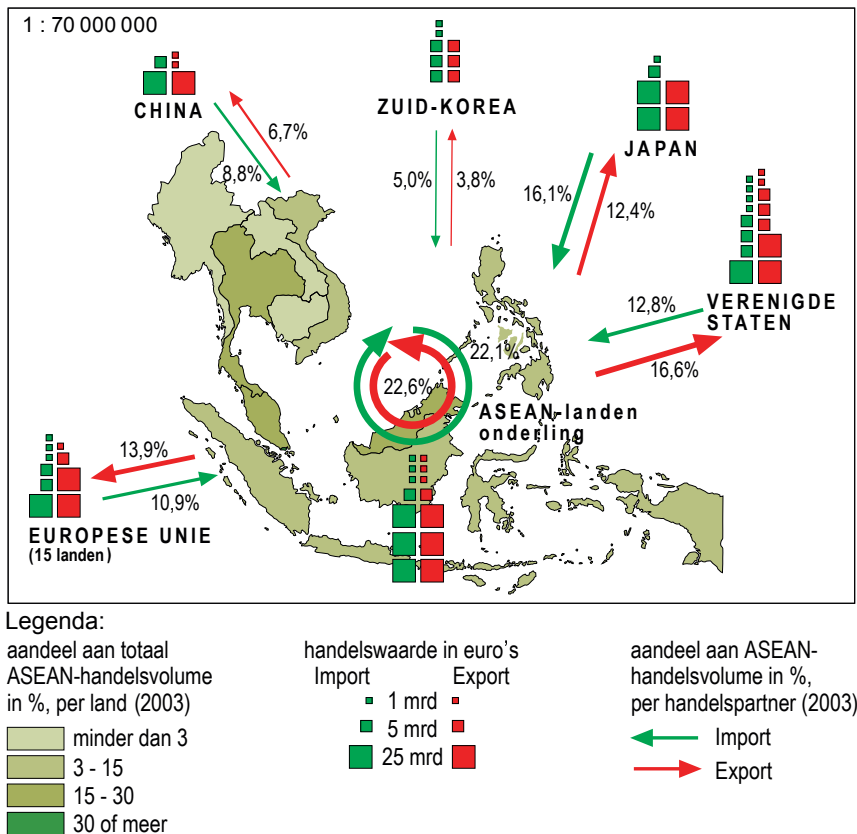 1 : 70 000 000
CHINA
6,7%
8,8%
ZUID-KOREA
5,0%
3,8%
JAPAN
16,1%
12,4%
VERENIGDE
STATEN
12,8%
16,6%
22,1%
22,6%
ASEAN-landen
onderling
13,9%
10,9%
EUROPESE UNIE
(15 landen)
Legenda:
aandeel aan totaal
ASEAN-handelsvolume
in %, per land (2003)
minder dan 3
3 - 15
15 - 30
30 of meer
handelswaarde in euro's
Import
Export
1 mrd
5 mrd
25 mrd
aandeel aan ASEAN-
handelsvolume in %,
per handelspartner (2003)
Import
Export